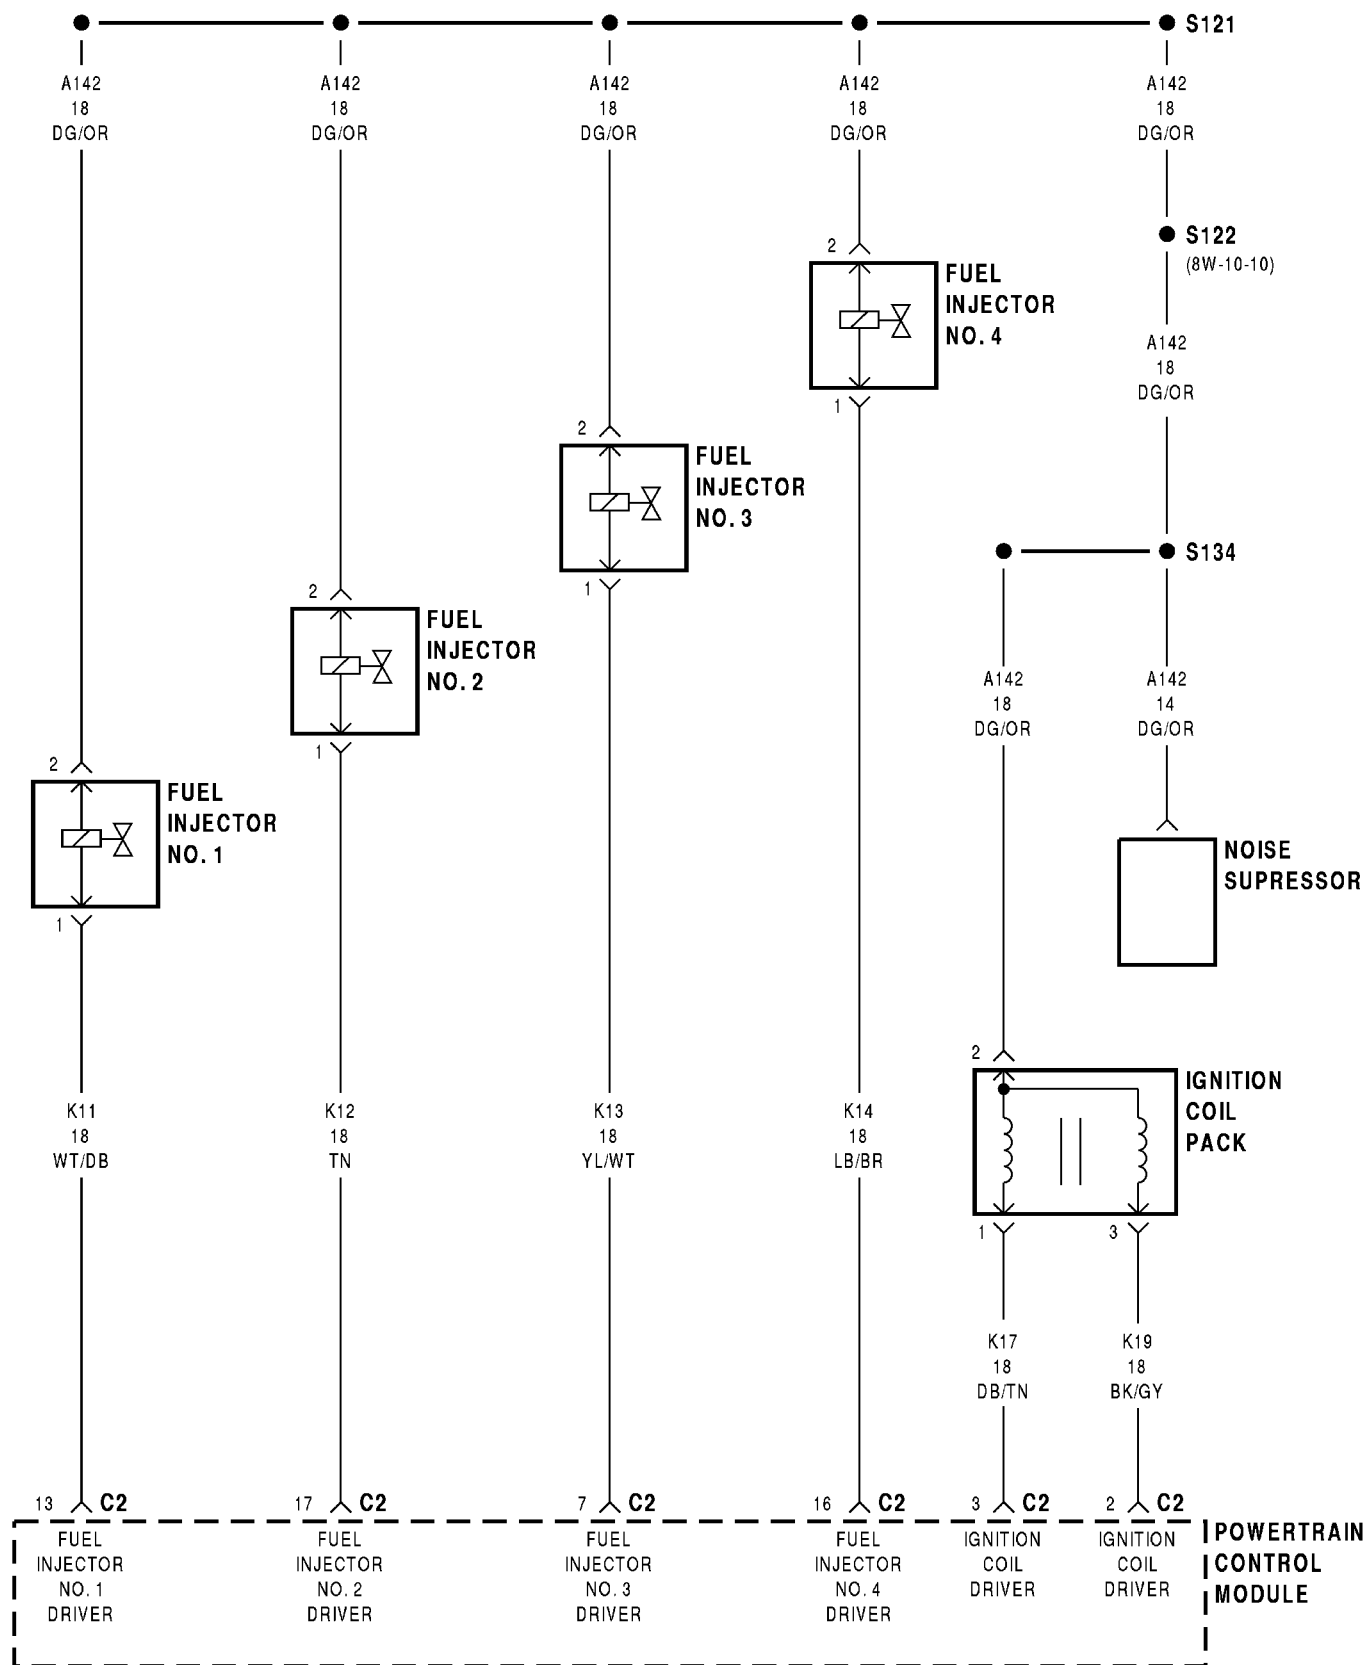 S121
A142
18
DG/OR
A142
18
DG/OR
A142
18
DG/OR
A142
18
DG/OR
A142
18
DG/OR
S122
(8W-10-10)
A142
18
DG/OR
2
FUEL
INJECTOR
NO. 4
1
2
FUEL
INJECTOR
NO. 3
1
S134
2
FUEL
INJECTOR
NO. 2
1
A142
18
DG/OR
A142
14
DG/OR
2
FUEL
INJECTOR
NO. 1
1
NOISE
SUPRESSOR
2
IGNITION
COIL
PACK
1
3
K11
18
WT/DB
K12
18
TN
K13
18
YL/WT
K14
18
LB/BR
K17
18
DB/TN
K19
18
BK/GY
13 C2
17 C2
7 C2
16 C2
3 C2
2 C2
FUEL
INJECTOR
NO. 1
DRIVER
FUEL
INJECTOR
NO. 2
DRIVER
FUEL
INJECTOR
NO. 3
DRIVER
FUEL
INJECTOR
NO. 4
DRIVER
IGNITION
COIL
DRIVER
IGNITION
COIL
DRIVER
POWERTRAIN
CONTROL
MODULE